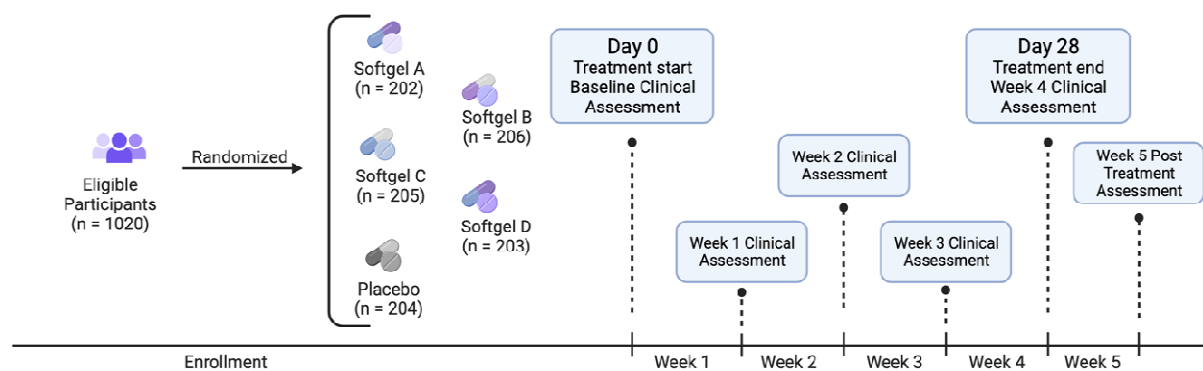 Eligible
Participants
(n = 1020)
Randomized
Softgel A
(n = 202)
Softgel B
(n = 206)
Softgel C
(n = 205)
Softgel D
(n = 203)
Placebo
(n = 204)
Day 0
Treatment start
Baseline Clinical
Assessment
Week 1 Clinical
Assessment
Week 2 Clinical
Assessment
Week 3 Clinical
Assessment
Day 28
Treatment end
Week 4 Clinical
Assessment
Week 5 Post
Treatment
Assessment
Enrollment
Week 1
Week 2
Week 3
Week 4
Week 5